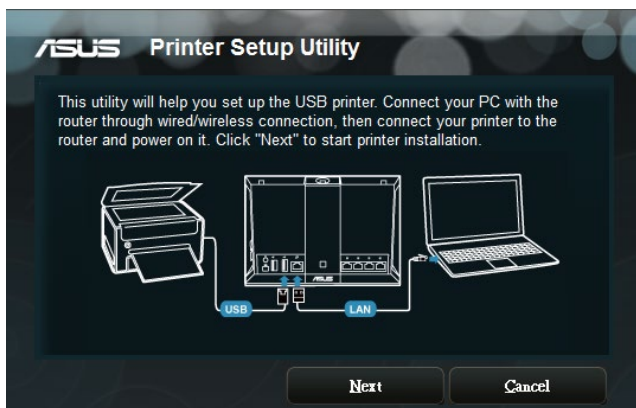 ASUS Printer Setup Utility
This utility will help you set up the USB printer. Connect your PC with the
router through wired/wireless connection, then connect your printer to the
router and power on it. Click "Next" to start printer installation.
ASUS
USB
LAN
Next
Cancel